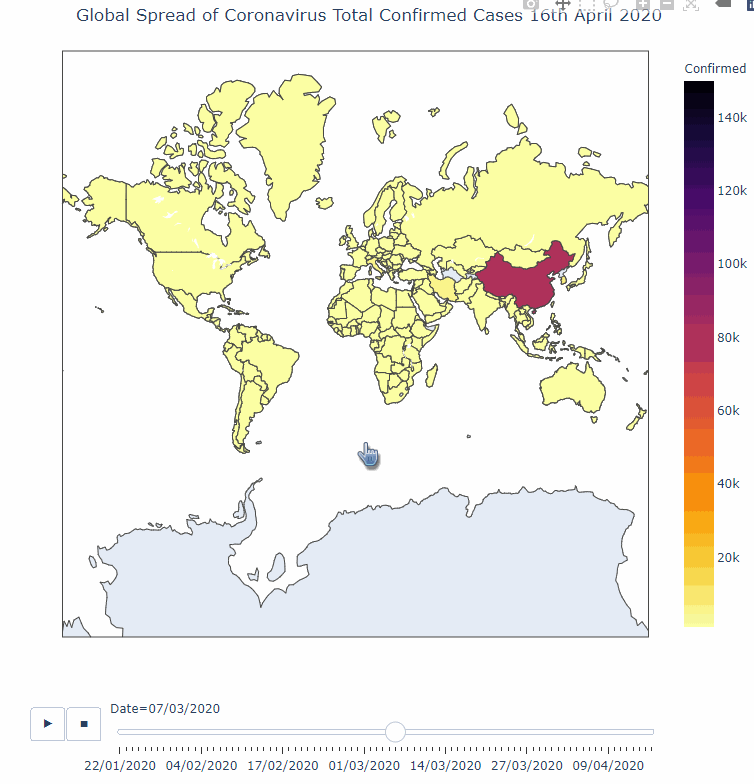 Global Spread of Coronavirus Total Confirmed Cases 16th April 2020
Confirmed
140k
120k
100k
80k
60k
40k
20k
Date=07/03/2020
22/01/2020 04/02/2020 17/02/2020 01/03/2020 14/03/2020 27/03/2020 09/04/2020